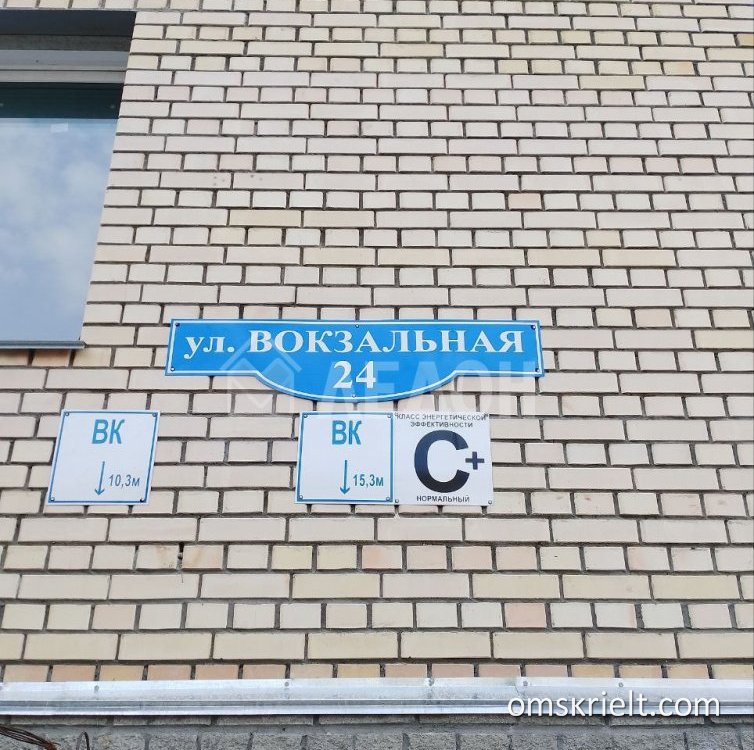 ул. ВОКЗАЛЬНАЯ
24
ВК
10,3м
ВК
15,3м
КЛАСС ЭНЕРГЕТИЧЕСКОЙ
ЭФФЕКТИВНОСТИ
C+
НОРМАЛЬНЫЙ
omskrielt.com